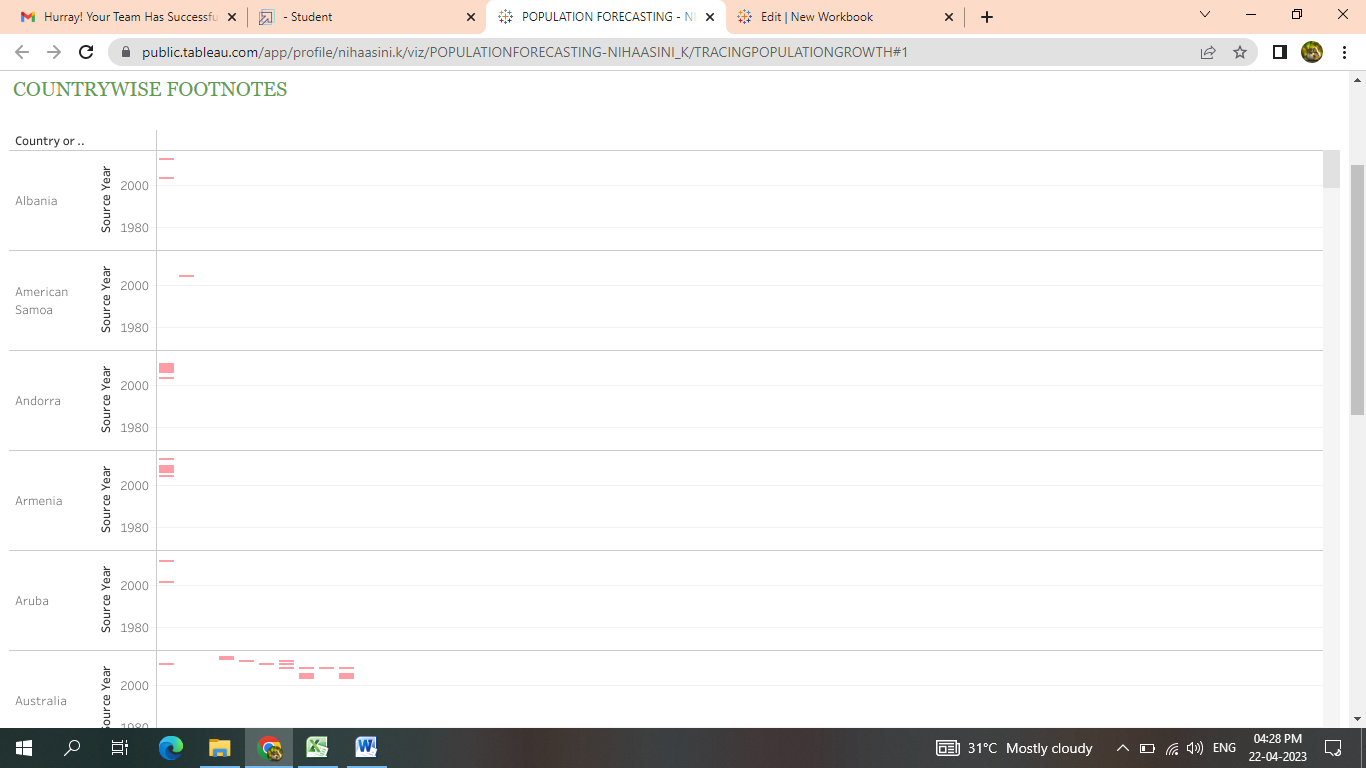 Hurray! Your Team Has Successfu
- Student
POPULATION FORECASTING - NI
Edit | New Workbook
public.tableau.com/app/profile/nihaasini.k/viz/POPULATIONFORECASTING-NIHAASINI_K/TRACINGPOPULATIONGROWTH#1
COUNTRYWISE FOOTNOTES
Country or ..
Albania
Source Year
2000
1980
American
Samoa
Source Year
2000
1980
Andorra
Source Year
2000
1980
Armenia
Source Year
2000
1980
Aruba
Source Year
2000
1980
Australia
ource Year
2000
1980
31°C Mostly cloudy
ENG
04:28 PM
22-04-2023